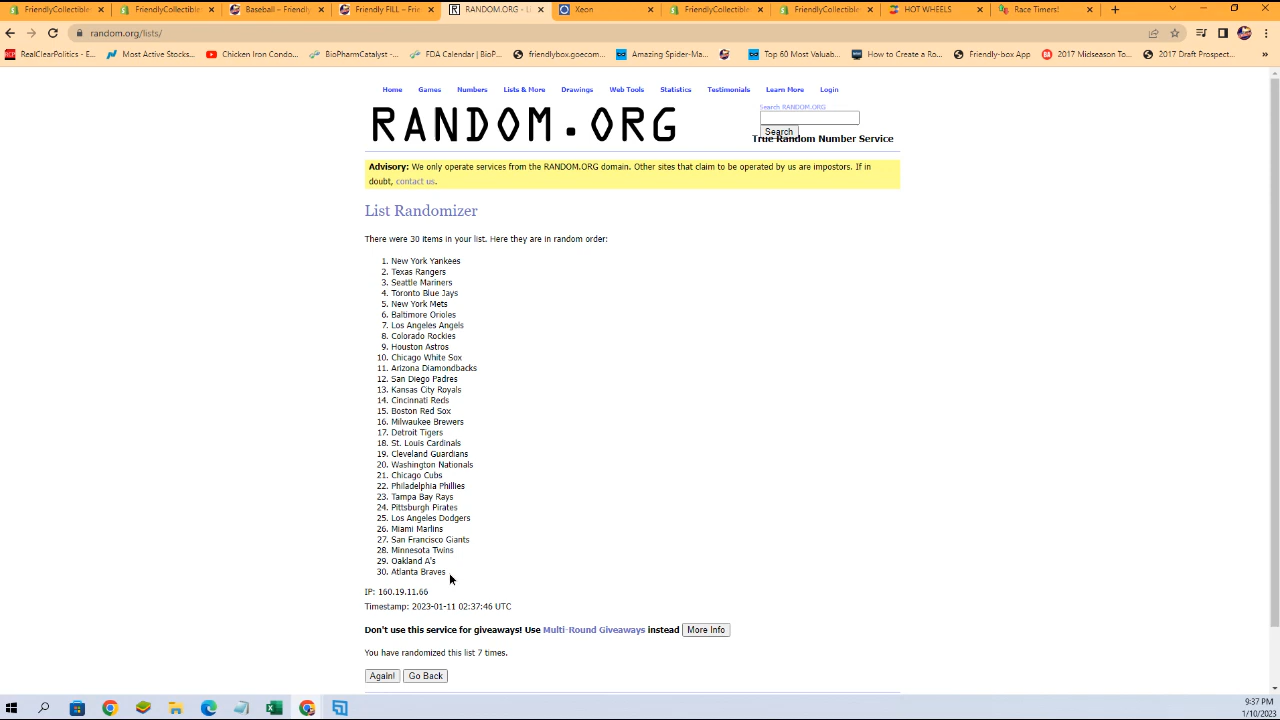 FriendlyCollectible
FriendlyCollectible
Baseball – Friendl
Friendly FILL – Frie
RANDOM.ORG - L
Xeon
FriendlyCollectible
FriendlyCollectible
HOT WHEELS
Race Timers!
random.org/lists/
RealClearPolitics - E...
Most Active Stocks...
Chicken Iron Condo...
BioPharmCatalyst -...
FDA Calendar | BioP...
friendlybox.goecom...
Amazing Spider-Ma...
Top 60 Most Valuab...
How to Create a Ro...
Friendly-box App
2017 Midseason To...
2017 Draft Prospect...
Home Games Numbers Lists & More Drawings Web Tools Statistics Testimonials Learn More Login
RANDOM.ORG
Search RANDOM.ORG
Search
True Random Number Service
Advisory: We only operate services from the RANDOM.ORG domain. Other sites that claim to be operated by us are impostors. If in
doubt, contact us.
List Randomizer
There were 30 items in your list. Here they are in random order:
1. New York Yankees
2. Texas Rangers
3. Seattle Mariners
4. Toronto Blue Jays
5. New York Mets
6. Baltimore Orioles
7. Los Angeles Angels
8. Colorado Rockies
9. Houston Astros
10. Chicago White Sox
11. Arizona Diamondbacks
12. San Diego Padres
13. Kansas City Royals
14. Cincinnati Reds
15. Boston Red Sox
16. Milwaukee Brewers
17. Detroit Tigers
18. St. Louis Cardinals
19. Cleveland Guardians
20. Washington Nationals
21. Chicago Cubs
22. Philadelphia Phillies
23. Tampa Bay Rays
24. Pittsburgh Pirates
25. Los Angeles Dodgers
26. Miami Marlins
27. San Francisco Giants
28. Minnesota Twins
29. Oakland A's
30. Atlanta Braves
IP: 160.19.11.66
Timestamp: 2023-01-11 02:37:46 UTC
Don't use this service for giveaways! Use Multi-Round Giveaways instead More Info
You have randomized this list 7 times.
Again! Go Back
9:37 PM
1/10/2023